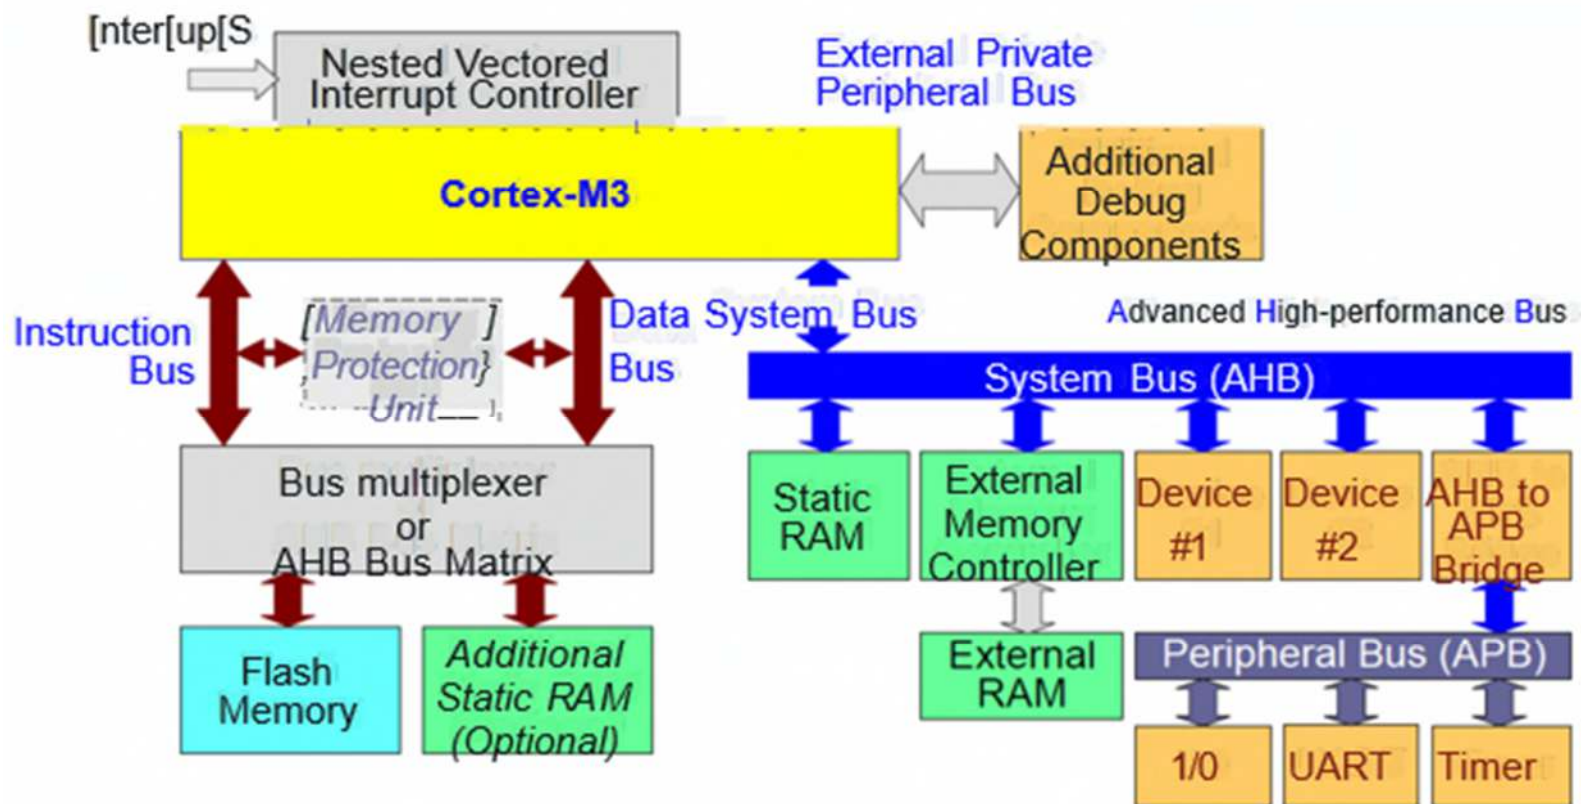 [nter[up[S
Nested Vectored
Interrupt Controller
External Private
Peripheral Bus
Cortex-M3
Additional
Debug
Components
Instruction
Bus
[Memory ]
,Protection}
Unit__ ],
Data
Bus
System Bus
Advanced High-performance Bus
System Bus (AHB)
Bus multiplexer
or
AHB Bus Matrix
Static
RAM
External
Memory
Controller
Device
#1
Device
#2
AHB to
APB
Bridge
Flash
Memory
Additional
Static RAM
(Optional)
External
RAM
Peripheral Bus (APB)
1/0
UART
Timer